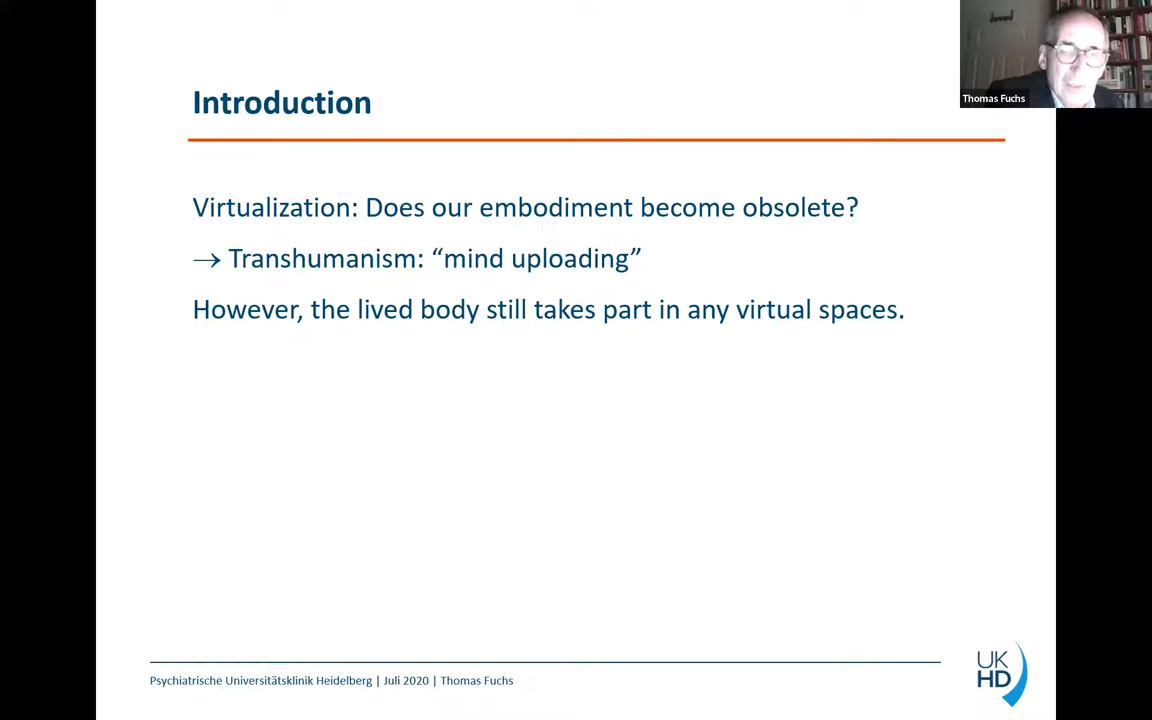 Thomas Fuchs
Introduction
Virtualization: Does our embodiment become obsolete?
→ Transhumanism: “mind uploading”
However, the lived body still takes part in any virtual spaces.
Psychiatrische Universitätsklinik Heidelberg | Juli 2020 | Thomas Fuchs
UK
HD